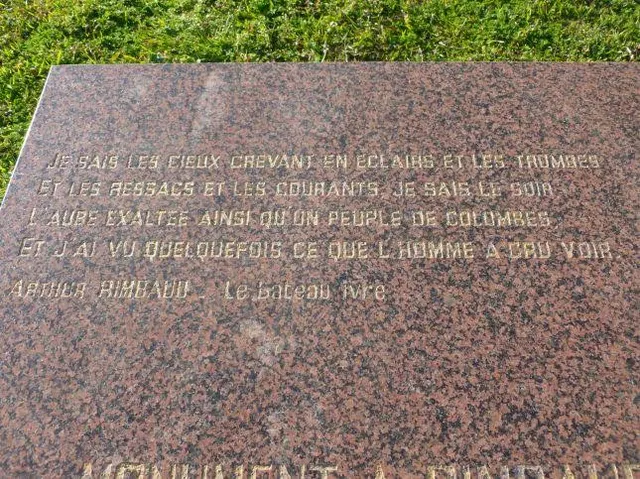 JE SAIS LES CIEUX CREVANT EN ECLAIRS ET LES TROMBES
ET LES RESSACS ET LES COURANTS. JE SAIS LE SOIR
L'AUBE EXALTEE AINSI QU'UN PEUPLE DE COLOMBES,
ET J'AI VU QUELQUEFOIS CE QUE L'HOMME A CRU VOIR
ARTHUR RIMBAUD. Le bateau ivre
MONUMENT A RIMBAUD